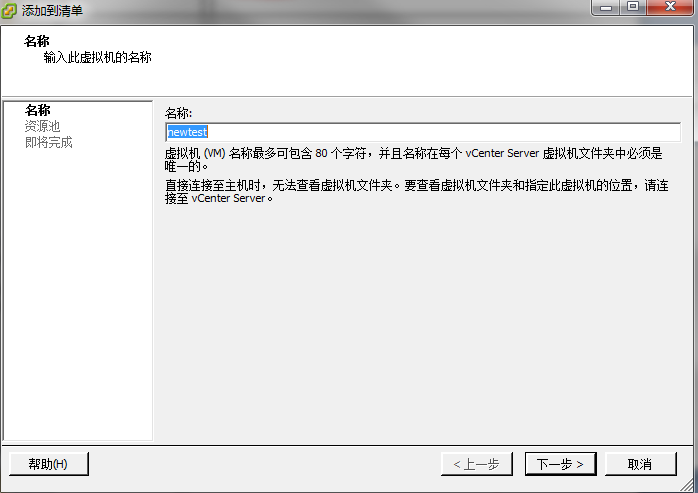 添加到清单
名称
输入此虚拟机的名称
名称
资源池
即将完成
名称:
newtest
虚拟机 (VM) 名称最多可包含 80 个字符，并且名称在每个 vCenter Server 虚拟机文件夹中必须是
唯一的。
直接连接至主机时，无法查看虚拟机文件夹。要查看虚拟机文件夹和指定此虚拟机的位置，请连
接至 vCenter Server。
帮助(H)
< 上一步
下一步 >
取消